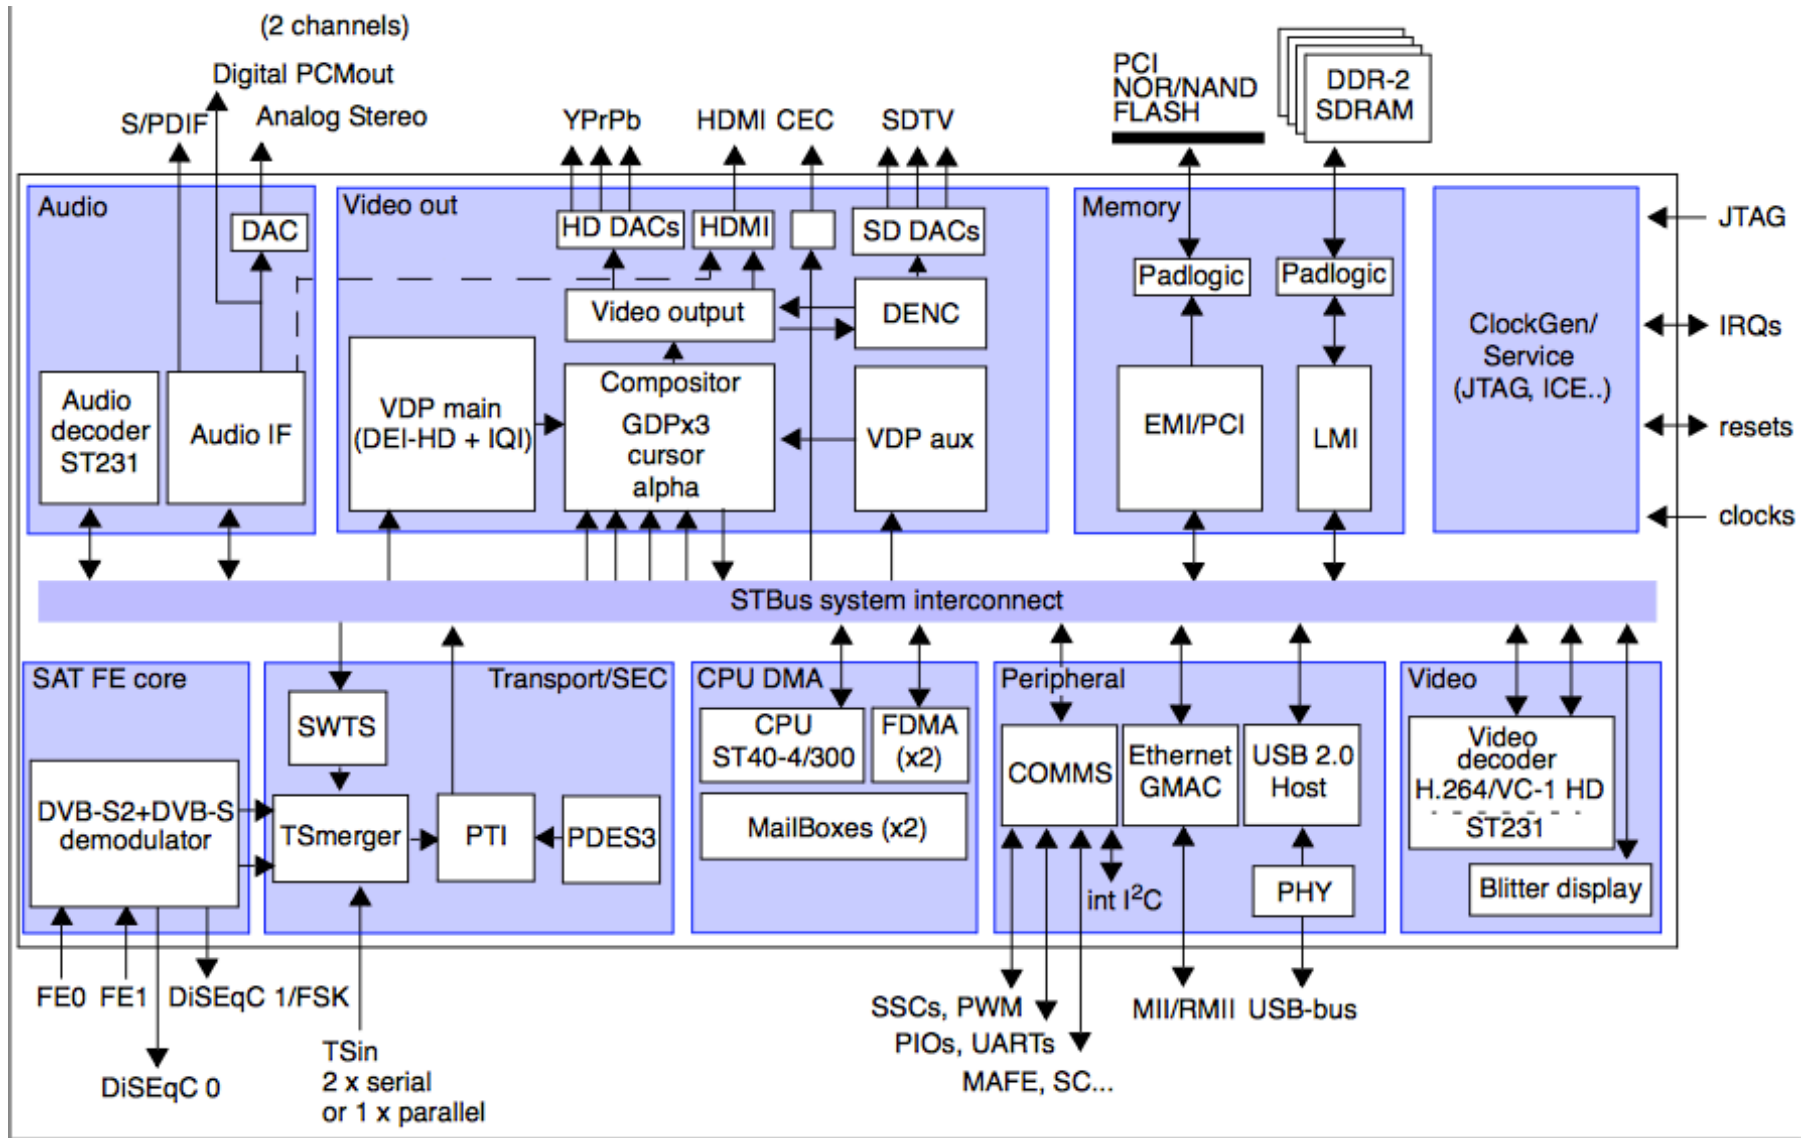 (2 channels)
Digital PCMout
S/PDIF
Analog Stereo
YPrPb
HDMI
CEC
SDTV
PCI
NOR/NAND
FLASH
DDR-2
SDRAM
Audio
DAC
Audio
decoder
ST231
Audio IF
Video out
HD DACs
HDMI
SD DACs
Video output
DENC
VDP main
(DEI-HD + IQI)
Compositor
GDPx3
cursor
alpha
VDP aux
Memory
Padlogic
Padlogic
EMI/PCI
LMI
ClockGen/
Service
(JTAG, ICE..)
JTAG
IRQs
resets
clocks
STBus system interconnect
SAT FE core
DVB-S2+DVB-S
demodulator
Transport/SEC
SWTS
TSmerger
PTI
PDES3
CPU DMA
CPU
ST40-4/300
FDMA
(x2)
MailBoxes (x2)
Peripheral
COMMS
Ethernet
GMAC
USB 2.0
Host
int I²C
PHY
Video
Video
decoder
H.264/VC-1 HD
ST231
Blitter display
FE0
FE1
DiSEqC 1/FSK
DiSEqC 0
TSin
2 x serial
or 1 x parallel
SSCs, PWM
PIOs, UARTs
MAFE, SC...
MII/RMII
USB-bus